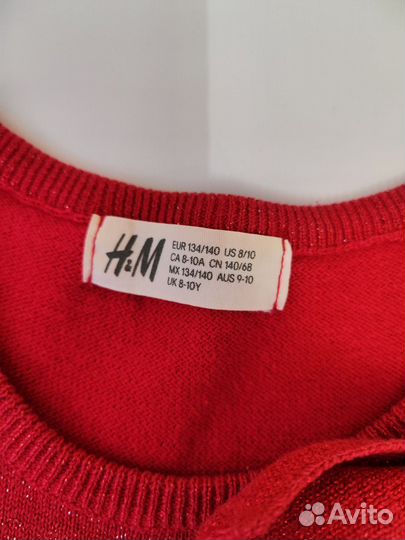 H&M
EUR 134/140 US 8/10
CA 8-10A CN 140/68
MX 134/140 AUS 9-10
UK 8-10Y
Avito